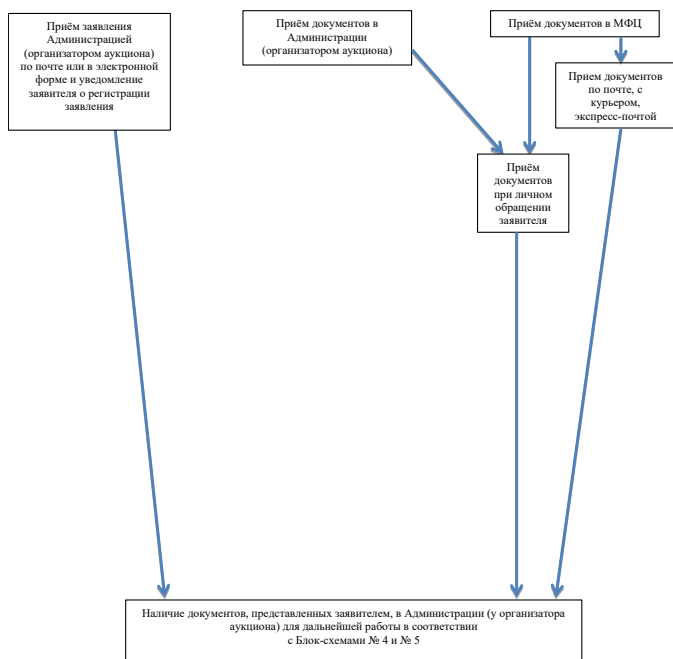 Приём заявления
Администрацией
(организатором аукциона)
по почте или в электронной
форме и уведомление
заявителя о регистрации
заявления
Приём документов в
Администрации
(организатором аукциона)
Приём документов в МФЦ
Прием документов
по почте, с
курьером,
экспресс-почтой
Приём
документов
при личном
обращении
заявителя
Наличие документов, представленных заявителем, в Администрации (у организатора
аукциона) для дальнейшей работы в соответствии
с Блок-схемами № 4 и № 5